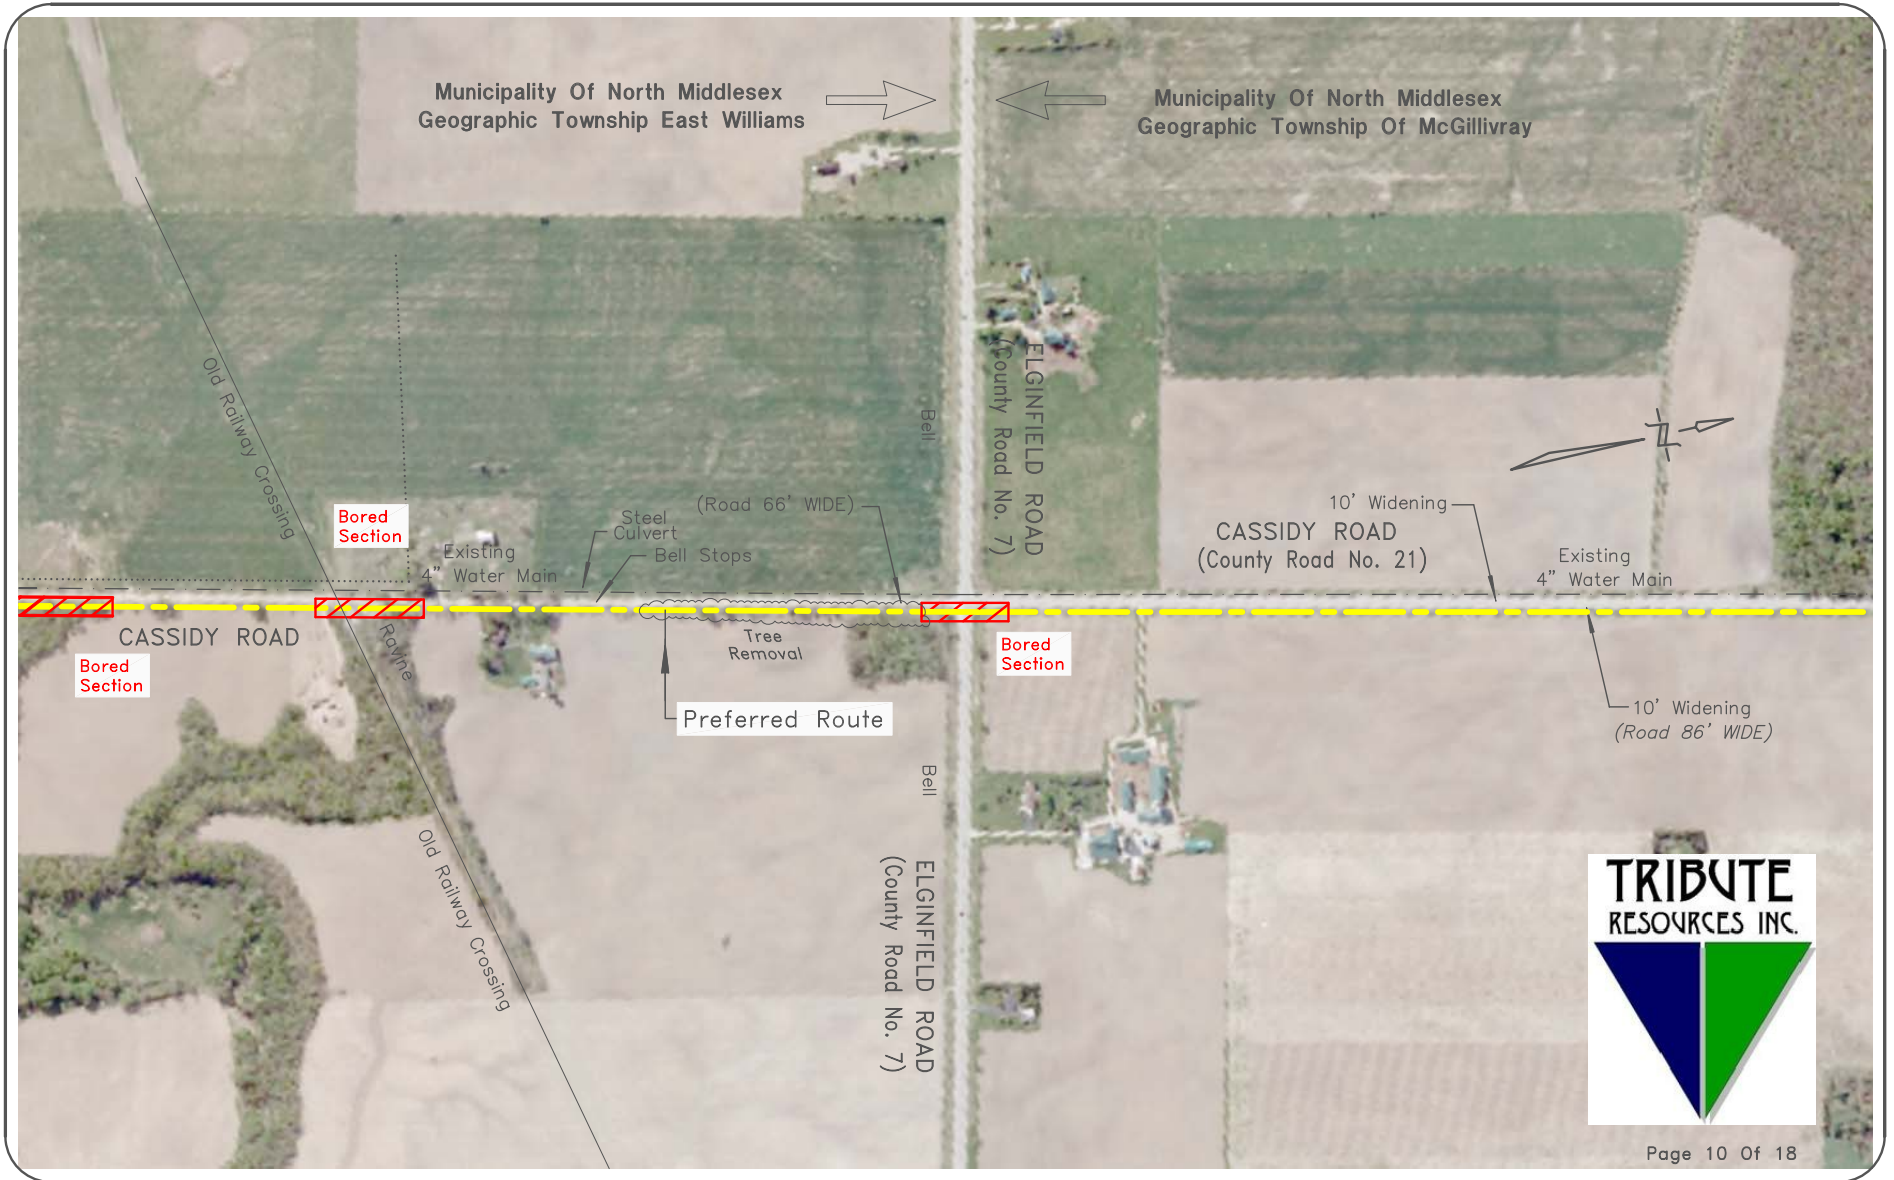 Municipality Of North Middlesex
Geographic Township East Williams
Municipality Of North Middlesex
Geographic Township Of McGillivray
Old Railway Crossing
Bell
ELGINFIELD ROAD
(County Road No. 7)
Bored
Section
Existing
4" Water Main
Steel
Culvert
Bell Stops
(Road 66' WIDE)
10' Widening
CASSIDY ROAD
(County Road No. 21)
Existing
4" Water Main
CASSIDY ROAD
Bored
Section
Ravine
Tree
Removal
Bored
Section
Preferred Route
10' Widening
(Road 86' WIDE)
Bell
Old Railway Crossing
ELGINFIELD ROAD
(County Road No. 7)
TRIBUTE
RESOURCES INC.
Page 10 Of 18